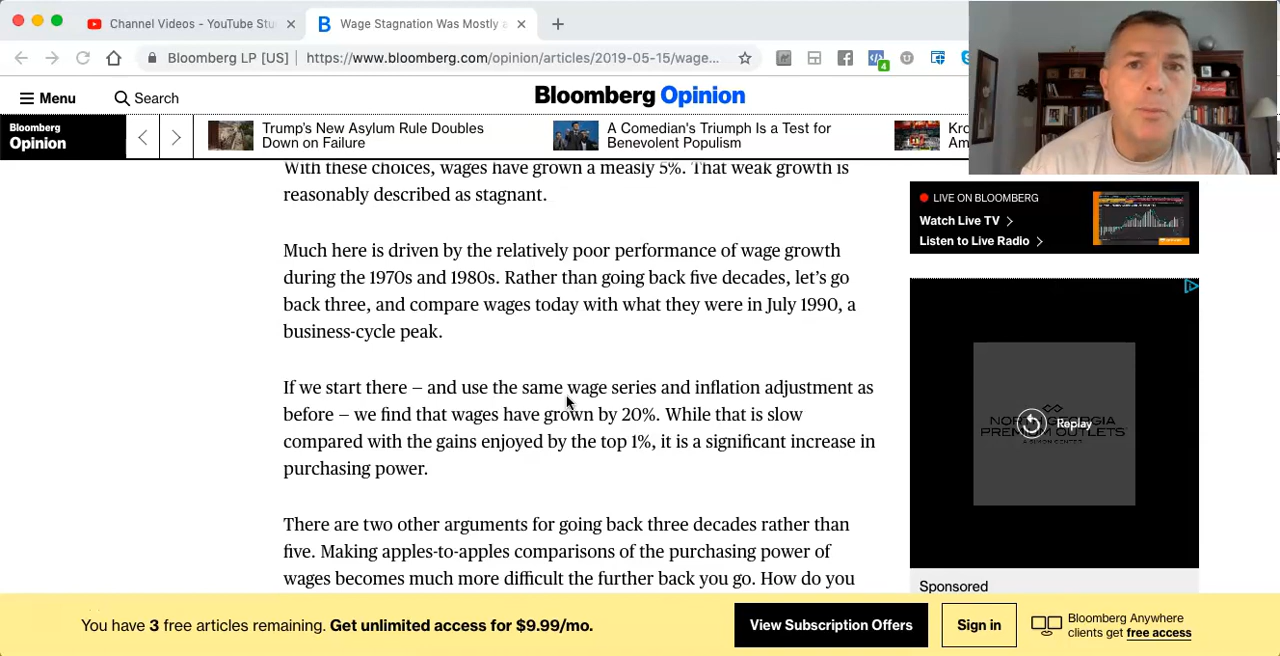 Channel Videos - YouTube Stu
Wage Stagnation Was Mostly a
Bloomberg LP [US]
https://www.bloomberg.com/opinion/articles/2019-05-15/wage...
4
Menu
Search
Bloomberg Opinion
Bloomberg
Opinion
Trump's New Asylum Rule Doubles
Down on Failure
A Comedian's Triumph Is a Test for
Benevolent Populism
Kro
Am
With these choices, wages have grown a measly 5%. That weak growth is
reasonably described as stagnant.
Much here is driven by the relatively poor performance of wage growth
during the 1970s and 1980s. Rather than going back five decades, let's go
back three, and compare wages today with what they were in July 1990, a
business-cycle peak.
If we start there – and use the same wage series and inflation adjustment as
before – we find that wages have grown by 20%. While that is slow
compared with the gains enjoyed by the top 1%, it is a significant increase in
purchasing power.
There are two other arguments for going back three decades rather than
five. Making apples-to-apples comparisons of the purchasing power of
wages becomes much more difficult the further back you go. How do you
LIVE ON BLOOMBERG
Watch Live TV
Listen to Live Radio
NORTH GEORGIA
PREMIUM OUTLETS
A SIMON CENTER
Replay
Sponsored
You have 3 free articles remaining. Get unlimited access for $9.99/mo.
View Subscription Offers
Sign in
Bloomberg Anywhere
clients get free access